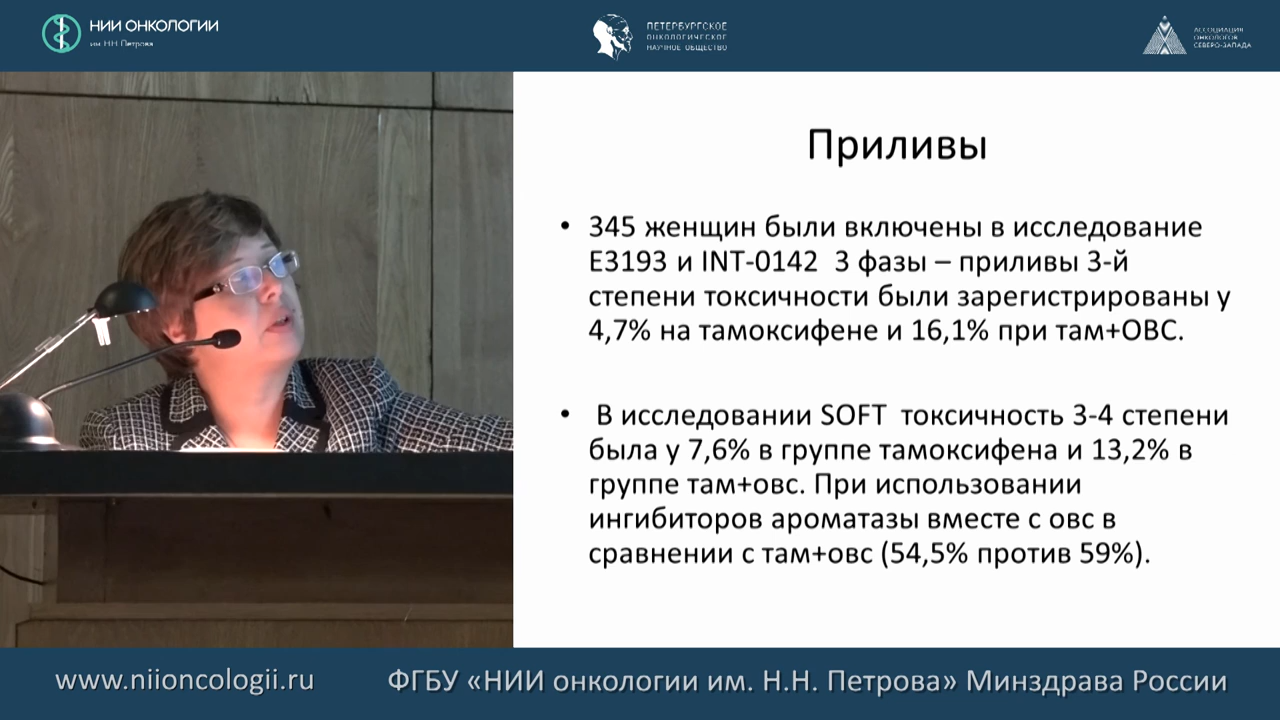 НИИ ОНКОЛОГИИ
им. Н.Н. Петрова
ПЕТЕРБУРГСКОЕ
ОНКОЛОГИЧЕСКОЕ
НАУЧНОЕ ОБЩЕСТВО
АССОЦИАЦИЯ
ОНКОЛОГОВ
СЕВЕРО-ЗАПАДА
Приливы
• 345 женщин были включены в исследование
E3193 и INT-0142 3 фазы – приливы 3-й
степени токсичности были зарегистрированы у
4,7% на тамоксифене и 16,1% при там+ОВС.
• В исследовании SOFT токсичность 3-4 степени
была у 7,6% в группе тамоксифена и 13,2% в
группе там+овс. При использовании
ингибиторов ароматазы вместе с овс в
сравнении с там+овс (54,5% против 59%).
www.niioncologii.ru
ФГБУ «НИИ онкологии им. Н.Н. Петрова» Минздрава России